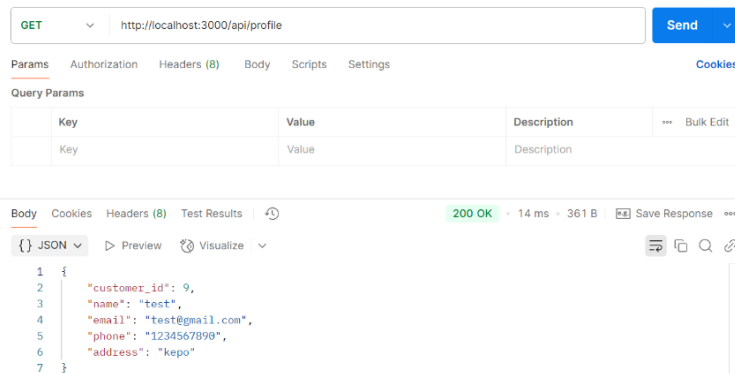 GET http://localhost:3000/api/profile Send
Params Authorization Headers (8) Body Scripts Settings Cookies
Query Params
Key Value Description Bulk Edit
Key Value Description
Body Cookies Headers (8) Test Results 200 OK 14 ms 361 B Save Response
{} JSON Preview Visualize
1 {
2 "customer_id": 9,
3 "name": "test",
4 "email": "test@gmail.com",
5 "phone": "1234567890",
6 "address": "kepo"
7 }